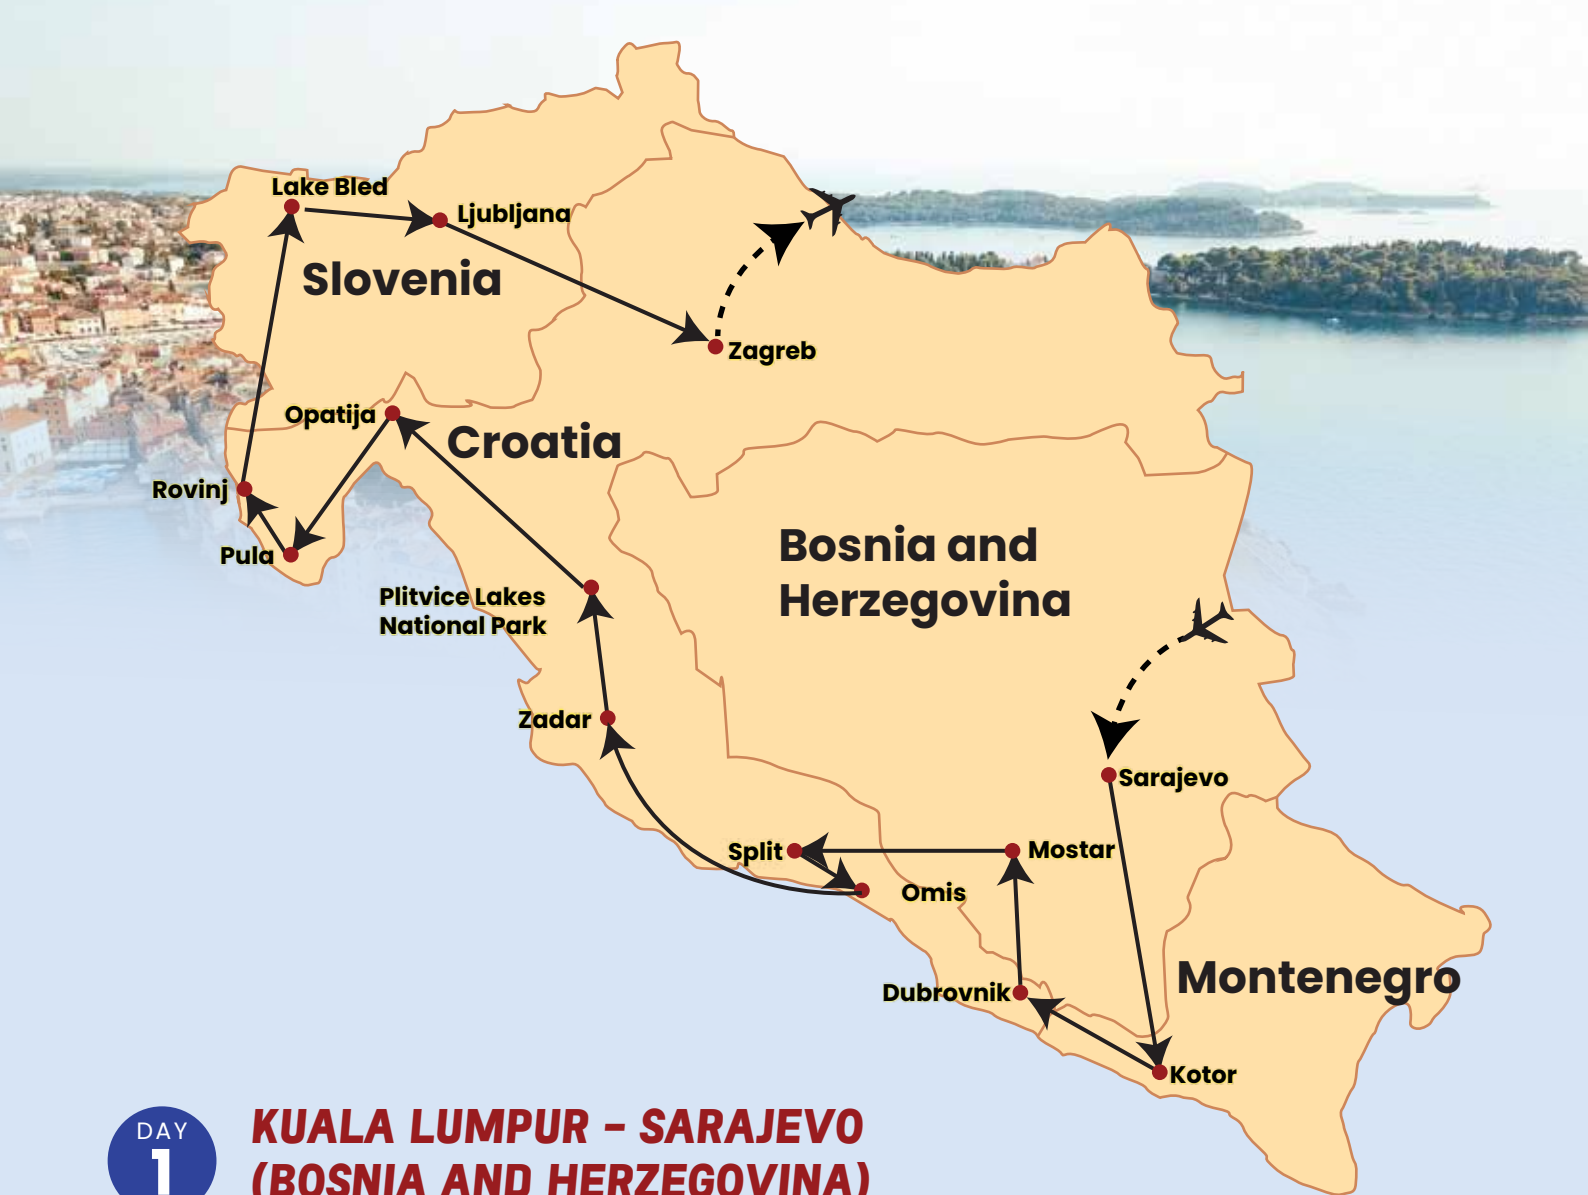 Lake Bled
Ljubljana
Slovenia
Zagreb
Opatija
Croatia
Rovinj
Pula
Bosnia and
Herzegovina
Plitvice Lakes
National Park
Zadar
Sarajevo
Split
Mostar
Omis
Montenegro
Dubrovnik
Kotor
DAY
1
KUALA LUMPUR – SARAJEVO
(BOSNIA AND HERZEGOVINA)